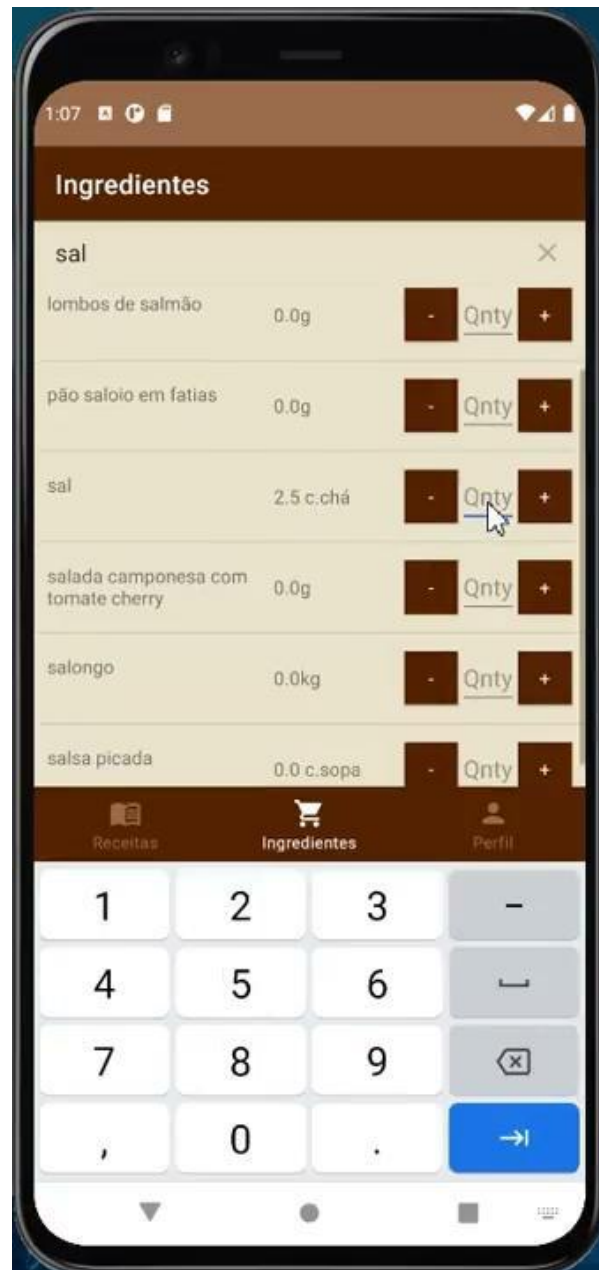 1:07
Ingredientes
sal
lombos de salmão 0.0g - Qnty +
pão saloio em fatias 0.0g - Qnty +
sal 2.5 c.chá - Qnty +
salada camponesa com
tomate cherry 0.0g - Qnty +
salongo 0.0kg - Qnty +
salsa picada 0.0 c.sopa - Qnty +
Receitas Ingredientes Perfil
1 2 3 -
4 5 6
7 8 9
, 0 .